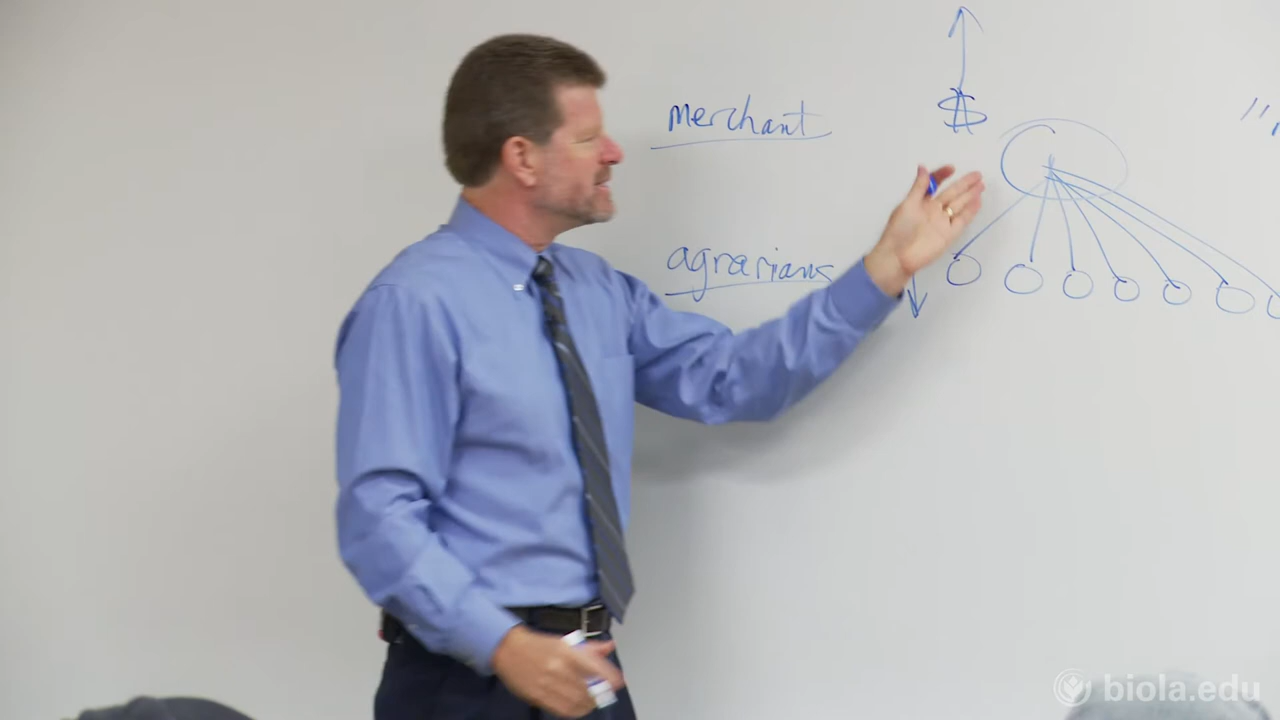 merchant
$
"
agrarians
biola.edu